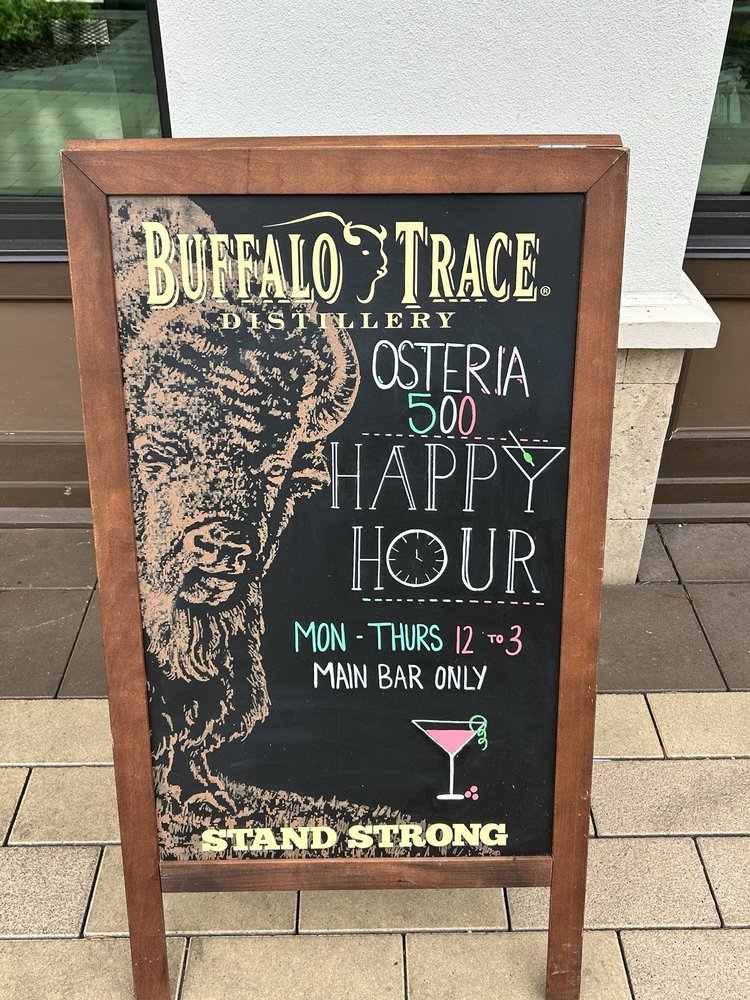 BUFFALO TRACE®
DISTILLERY
OSTERIA
500
HAPPY
HOUR
MON - THURS 12 TO 3
MAIN BAR ONLY
STAND STRONG